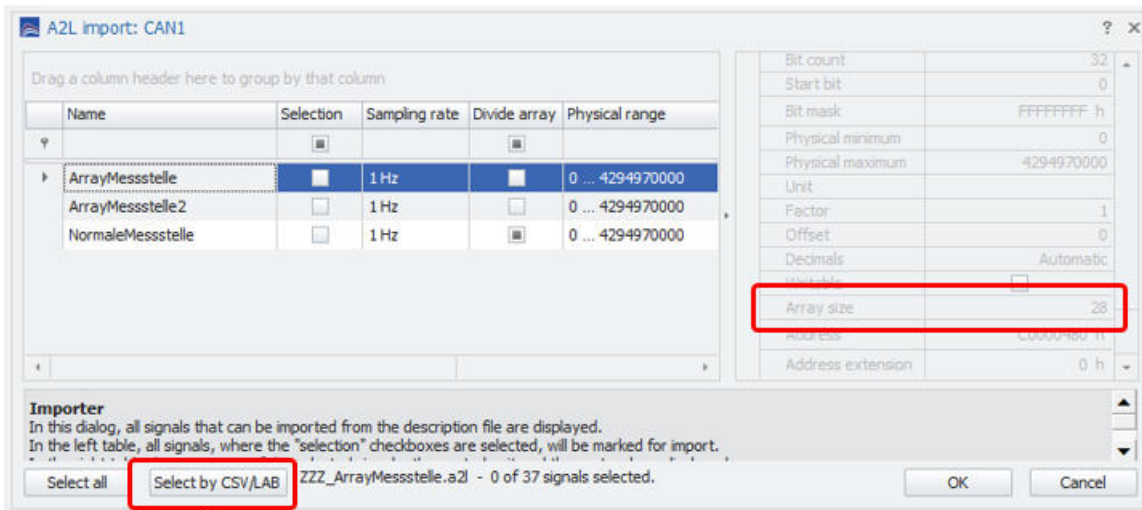 A2L import: CAN1
? ×
Drag a column header here to group by that column
Name Selection Sampling rate Divide array Physical range
ArrayMessstelle 1 Hz 0 ... 4294970000
ArrayMessstelle2 1 Hz 0 ... 4294970000
NormaleMessstelle 1 Hz 0 ... 4294970000
Bit count 32
Start bit 0
Bit mask FFFFFFFF h
Physical minimum 0
Physical maximum 4294970000
Unit
Factor 1
Offset 0
Decimals Automatic
Writable
Array size 28
Address C0000480 h
Address extension 0 h
Importer
In this dialog, all signals that can be imported from the description file are displayed.
In the left table, all signals, where the "selection" checkboxes are selected, will be marked for import.
Select all Select by CSV/LAB ZZZ_ArrayMessstelle.a2l - 0 of 37 signals selected. OK Cancel